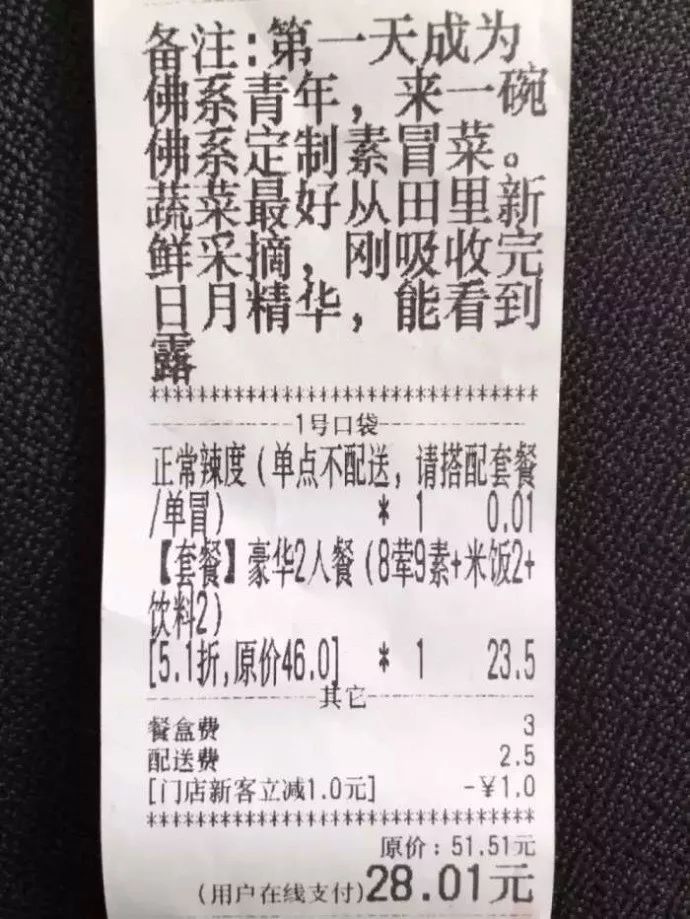 备注:第一天成为
佛系青年，来一碗
佛系定制素冒菜。
蔬菜最好从田里新
鲜采摘，刚吸收完
日月精华，能看到
露
**************************************
1号口袋
正常辣度(单点不配送，请搭配套餐
/单冒) * 1 0.01
【套餐】豪华2人餐(8荤9素+米饭2+
饮料2)
[5.1折,原价46.0] * 1 23.5
其它
餐盒费 3
配送费 2.5
[门店新客立减1.0元] -￥1.0
**************************************
原价:51.51元
(用户在线支付)28.01元